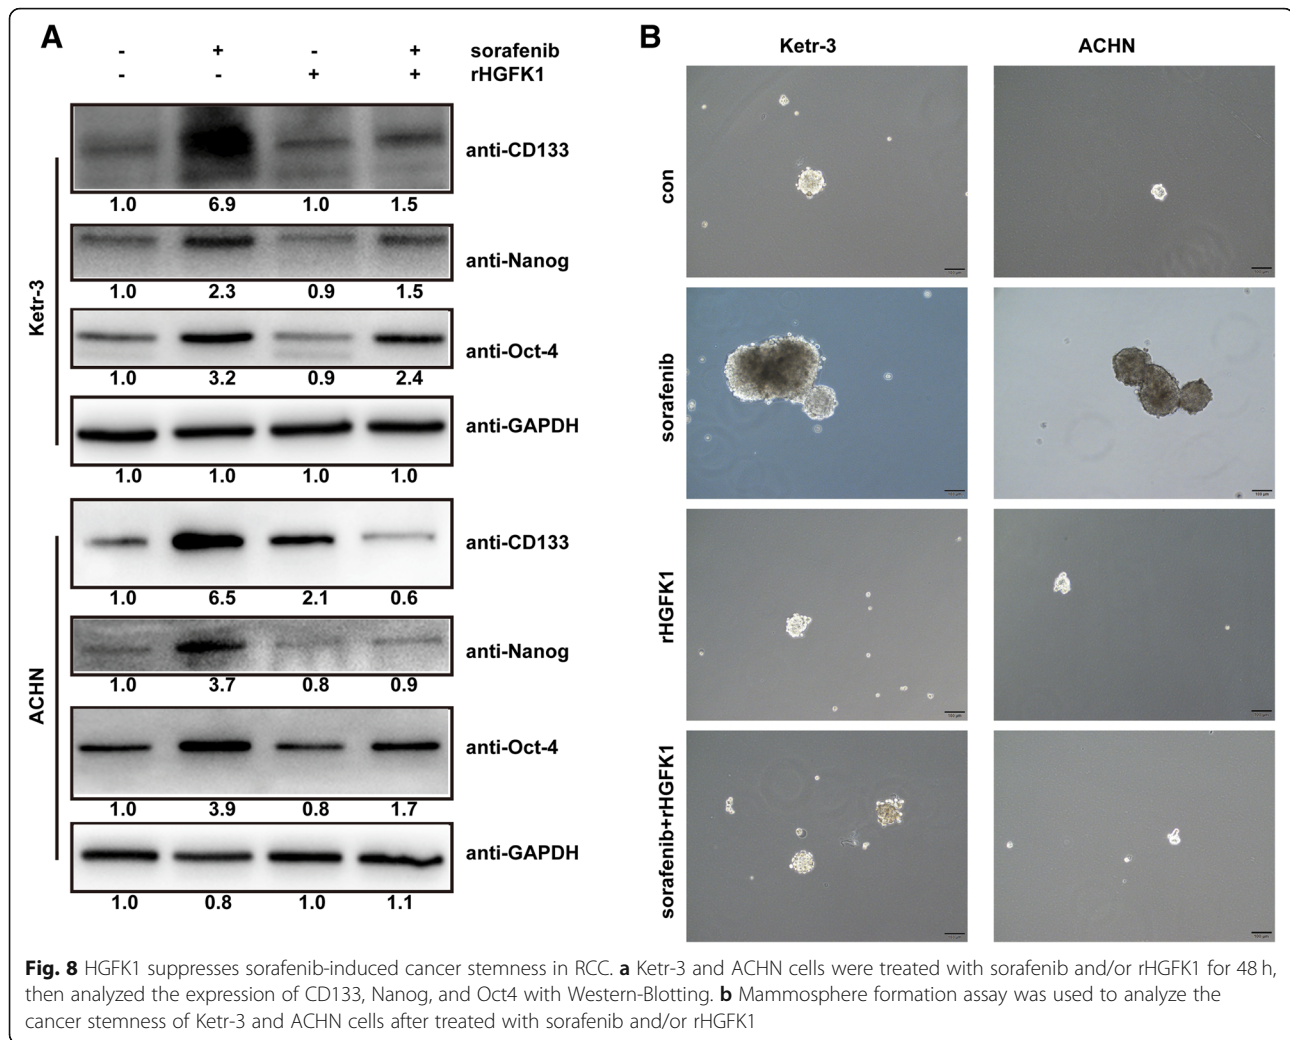 A
- + - + sorafenib
- - + + rHGFK1
Ketr-3
anti-CD133
1.0 6.9 1.0 1.5
anti-Nanog
1.0 2.3 0.9 1.5
anti-Oct-4
1.0 3.2 0.9 2.4
anti-GAPDH
1.0 1.0 1.0 1.0
ACHN
anti-CD133
1.0 6.5 2.1 0.6
anti-Nanog
1.0 3.7 0.8 0.9
anti-Oct-4
1.0 3.9 0.8 1.7
anti-GAPDH
1.0 0.8 1.0 1.1
B
Ketr-3 ACHN
con
sorafenib
rHGFK1
sorafenib+rHGFK1
Fig. 8 HGFK1 suppresses sorafenib-induced cancer stemness in RCC. a Ketr-3 and ACHN cells were treated with sorafenib and/or rHGFK1 for 48 h,
then analyzed the expression of CD133, Nanog, and Oct4 with Western-Blotting. b Mammosphere formation assay was used to analyze the
cancer stemness of Ketr-3 and ACHN cells after treated with sorafenib and/or rHGFK1